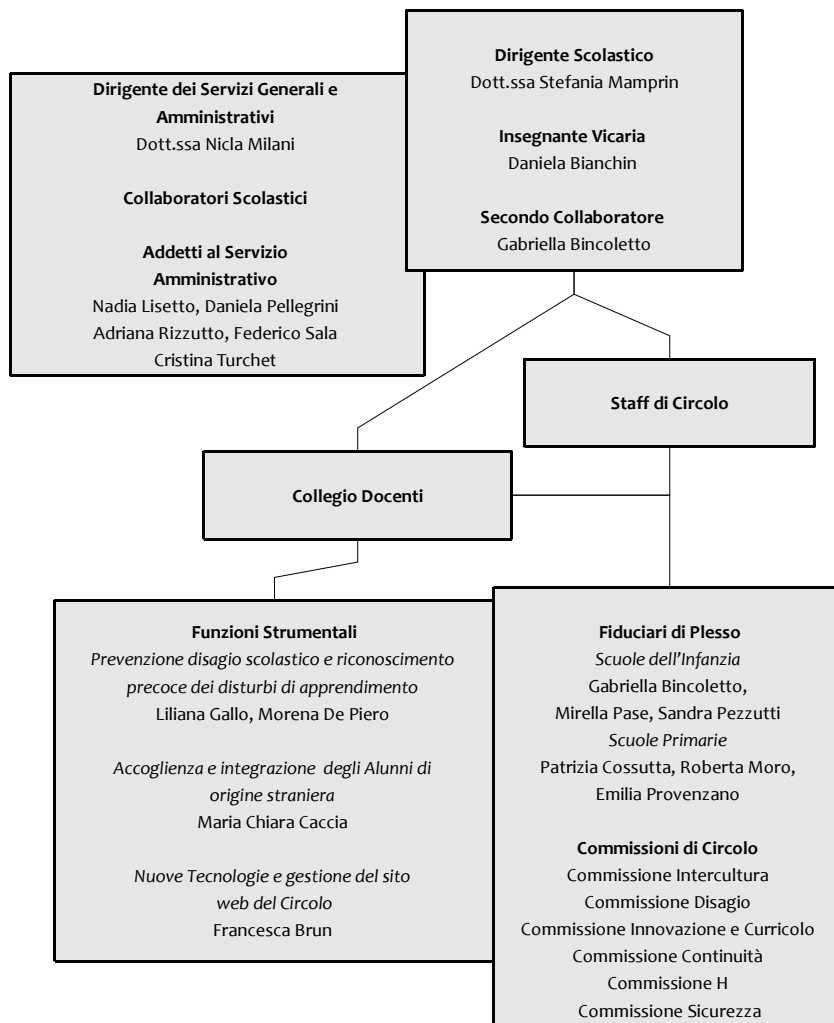 Dirigente Scolastico
Dott.ssa Stefania Mamprin
Insegnante Vicaria
Daniela Bianchin
Secondo Collaboratore
Gabriella Bincoletto
Dirigente dei Servizi Generali e
Amministrativi
Dott.ssa Nicla Milani
Collaboratori Scolastici
Addetti al Servizio
Amministrativo
Nadia Lisetto, Daniela Pellegrini
Adriana Rizzutto, Federico Sala
Cristina Turchet
Staff di Circolo
Collegio Docenti
Funzioni Strumentali
Prevenzione disagio scolastico e riconoscimento
precoce dei disturbi di apprendimento
Liliana Gallo, Morena De Piero
Accoglienza e integrazione degli Alunni di
origine straniera
Maria Chiara Caccia
Nuove Tecnologie e gestione del sito
web del Circolo
Francesca Brun
Fiduciari di Plesso
Scuole dell'Infanzia
Gabriella Bincoletto,
Mirella Pase, Sandra Pezzutti
Scuole Primarie
Patrizia Cossutta, Roberta Moro,
Emilia Provenzano
Commissioni di Circolo
Commissione Intercultura
Commissione Disagio
Commissione Innovazione e Curricolo
Commissione Continuità
Commissione H
Commissione Sicurezza